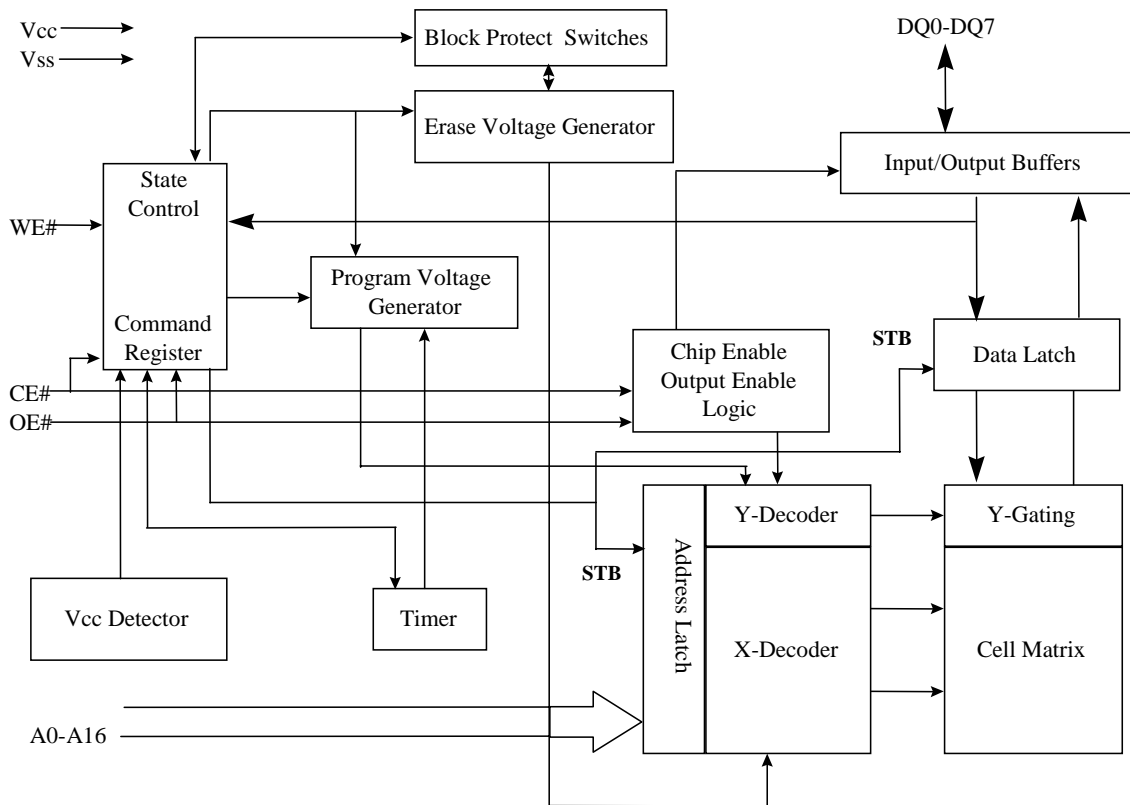 Vcc
Vss
Block Protect Switches
DQ0-DQ7
Erase Voltage Generator
Input/Output Buffers
State
Control
WE#
Program Voltage
Generator
Command
Register
STB
Data Latch
Chip Enable
Output Enable
Logic
CE#
OE#
Y-Decoder
Y-Gating
Address Latch
STB
Vcc Detector
Timer
X-Decoder
Cell Matrix
A0-A16